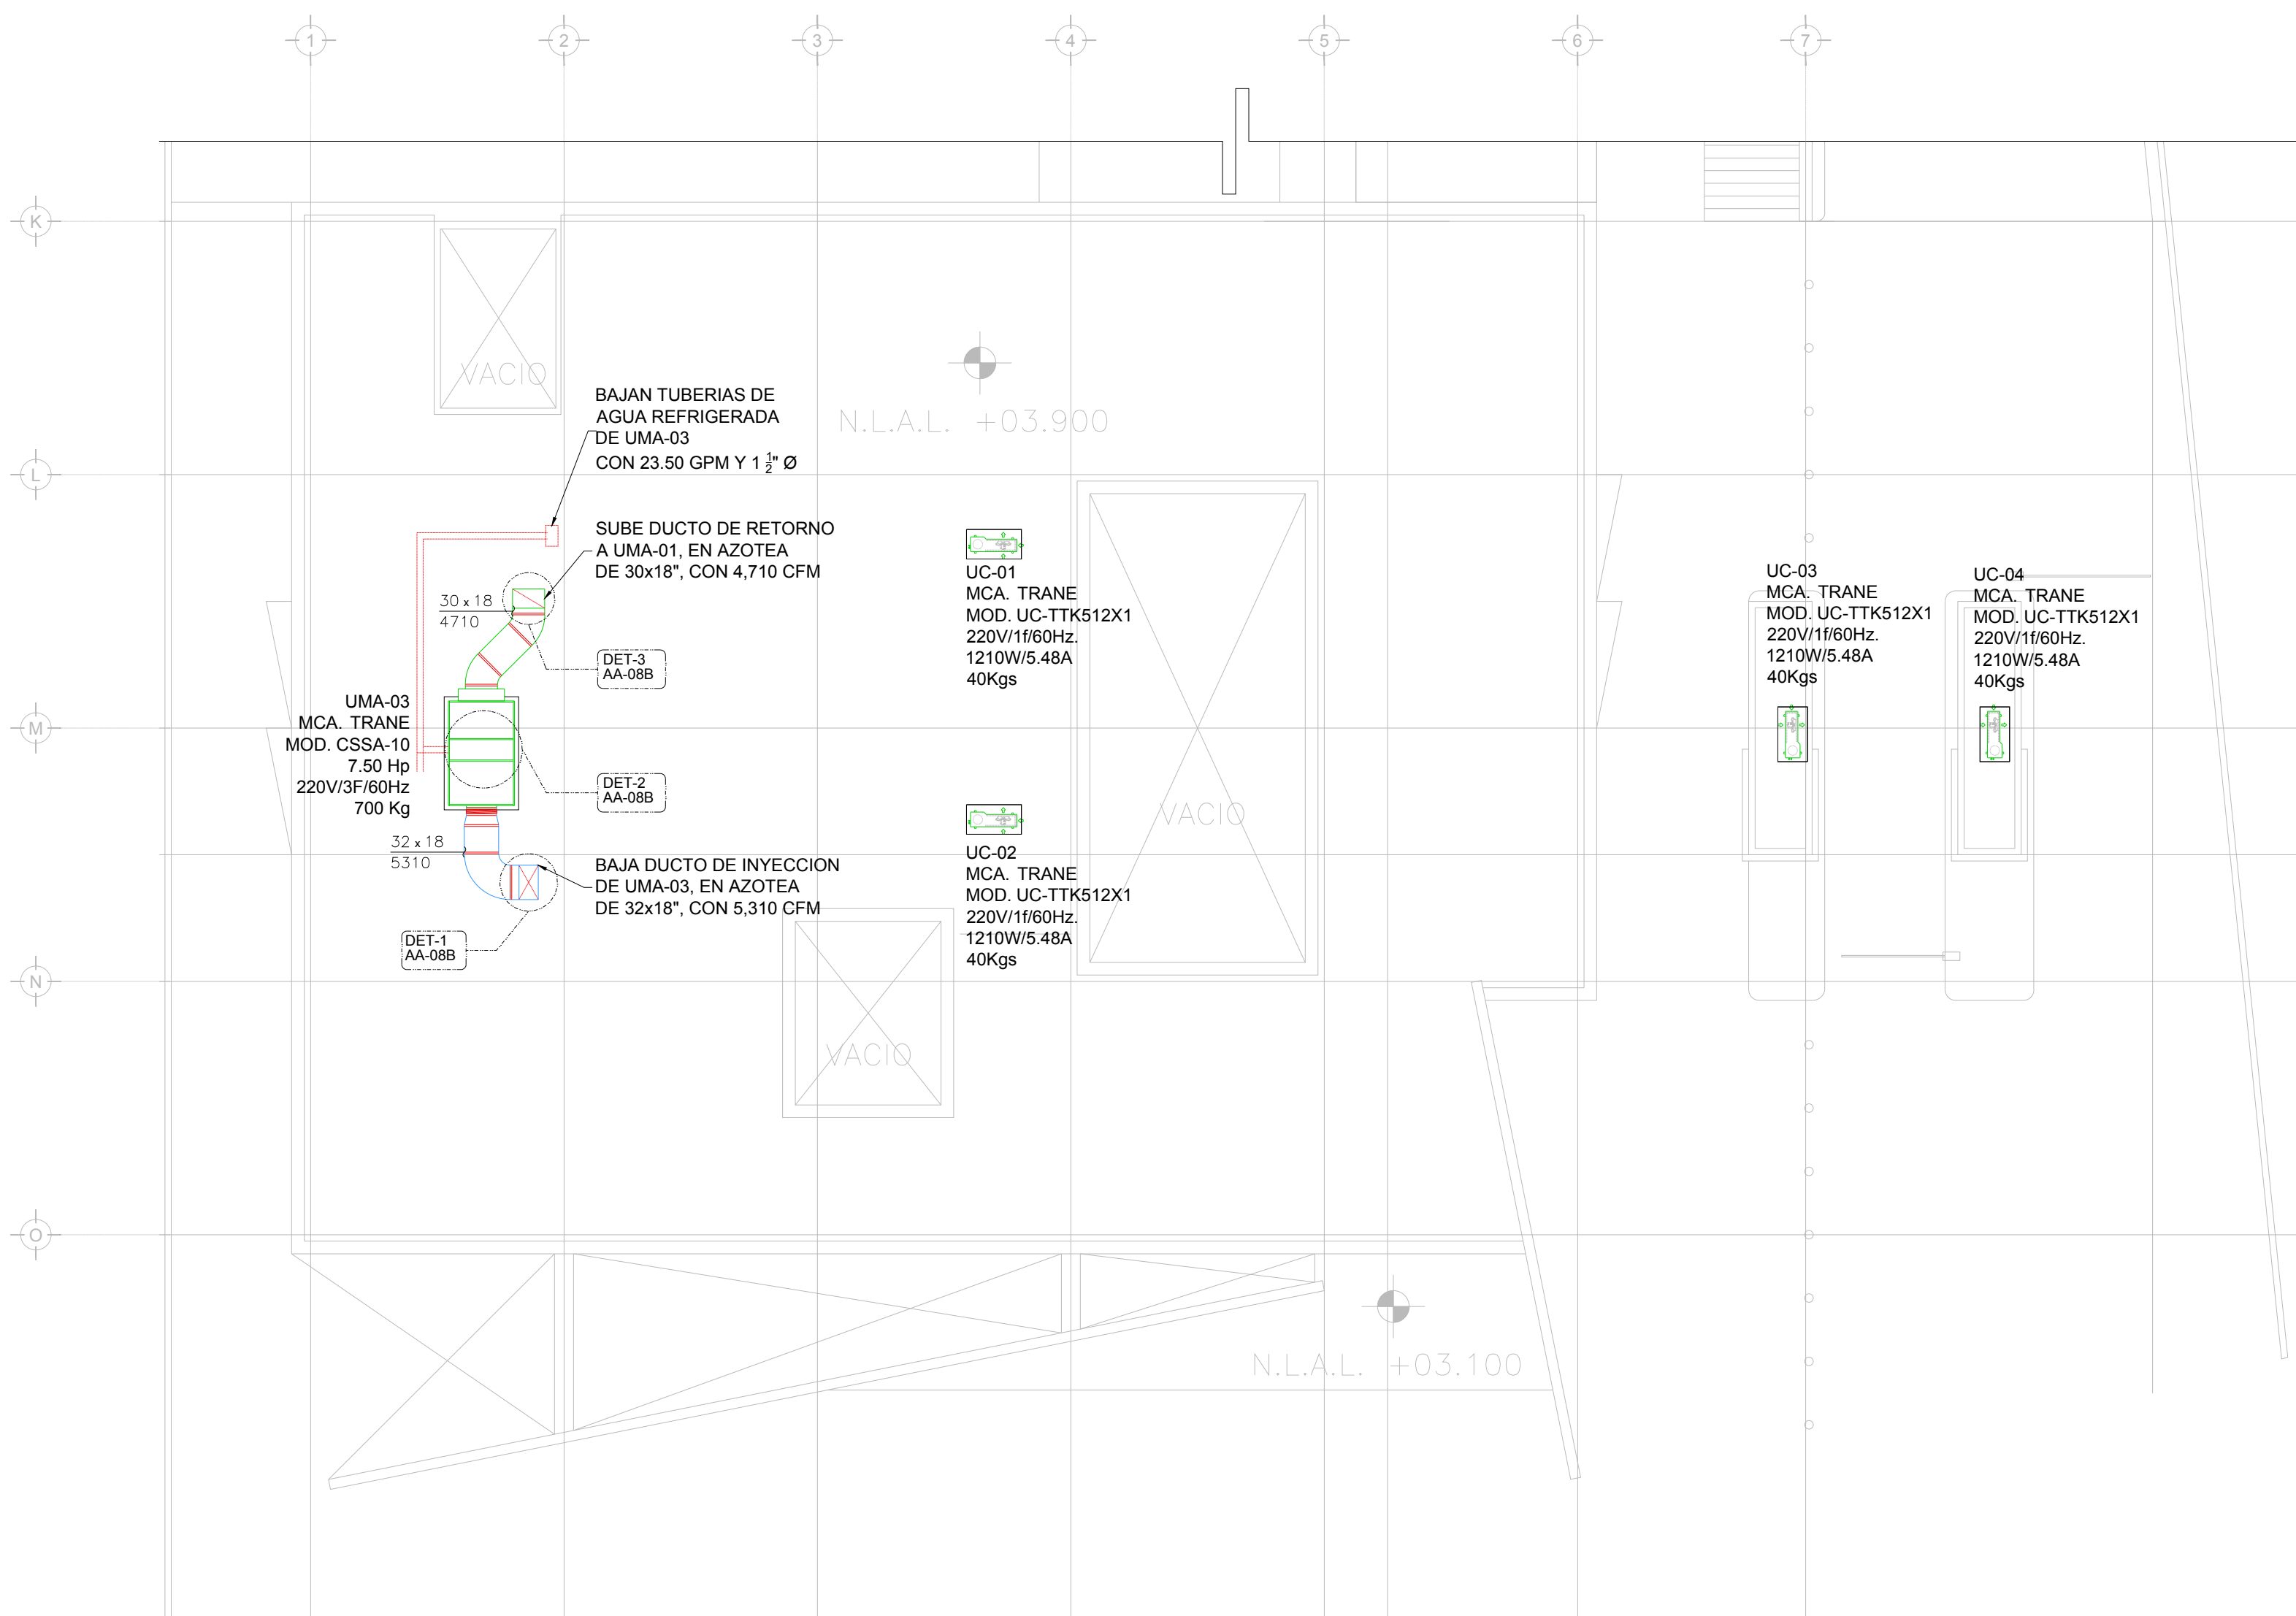 1
2
3
4
5
6
7
K
L
M
N
O
VACIO
N.L.A.L. +03.900
BAJAN TUBERIAS DE
AGUA REFRIGERADA
DE UMA-03
CON 23.50 GPM Y 1 1/2" Ø
SUBE DUCTO DE RETORNO
A UMA-01, EN AZOTEA
DE 30x18", CON 4,710 CFM
30 x 18
4710
DET-3
AA-08B
UMA-03
MCA. TRANE
MOD. CSSA-10
7.50 Hp
220V/3F/60Hz
700 Kg
DET-2
AA-08B
32 x 18
5310
BAJA DUCTO DE INYECCION
DE UMA-03, EN AZOTEA
DE 32x18", CON 5,310 CFM
DET-1
AA-08B
UC-01
MCA. TRANE
MOD. UC-TTK512X1
220V/1f/60Hz.
1210W/5.48A
40Kgs
UC-02
MCA. TRANE
MOD. UC-TTK512X1
220V/1f/60Hz.
1210W/5.48A
40Kgs
VACIO
VACIO
UC-03
MCA. TRANE
MOD. UC-TTK512X1
220V/1f/60Hz.
1210W/5.48A
40Kgs
UC-04
MCA. TRANE
MOD. UC-TTK512X1
220V/1f/60Hz.
1210W/5.48A
40Kgs
N.L.A.L. +03.100